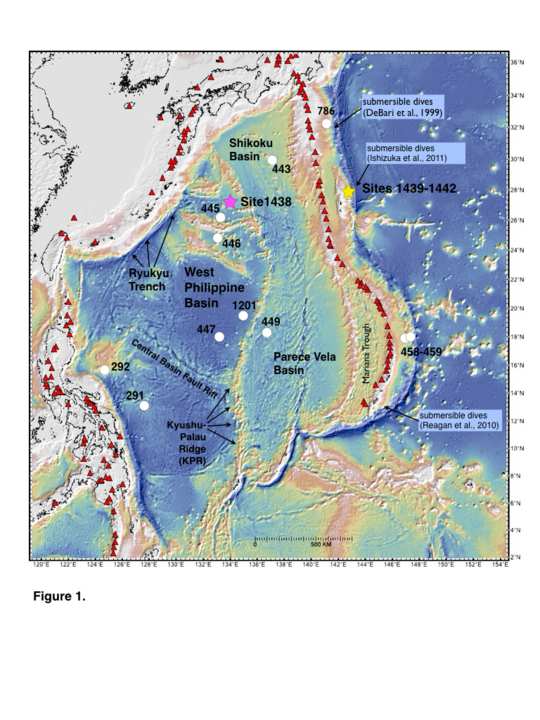 36°N
34°N
32°N
30°N
28°N
26°N
24°N
22°N
20°N
18°N
16°N
14°N
12°N
10°N
8°N
6°N
4°N
2°N
786
submersible dives
(DeBari et al., 1999)
Shikoku
Basin
443
submersible dives
(Ishizuka et al., 2011)
Sites 1439-1442
Site1438
445
446
Ryukyu
Trench
West
Philippine
Basin
1201
449
447
Central Basin Fault Rift
292
291
Parece Vela
Basin
Mariana Trough
458-459
Kyushu-
Palau
Ridge
(KPR)
submersible dives
(Reagan et al., 2010)
0
500 KM
120°E 122°E 124°E 126°E 128°E 130°E 132°E 134°E 136°E 138°E 140°E 142°E 144°E 146°E 148°E 150°E 152°E 154°E
Figure 1.